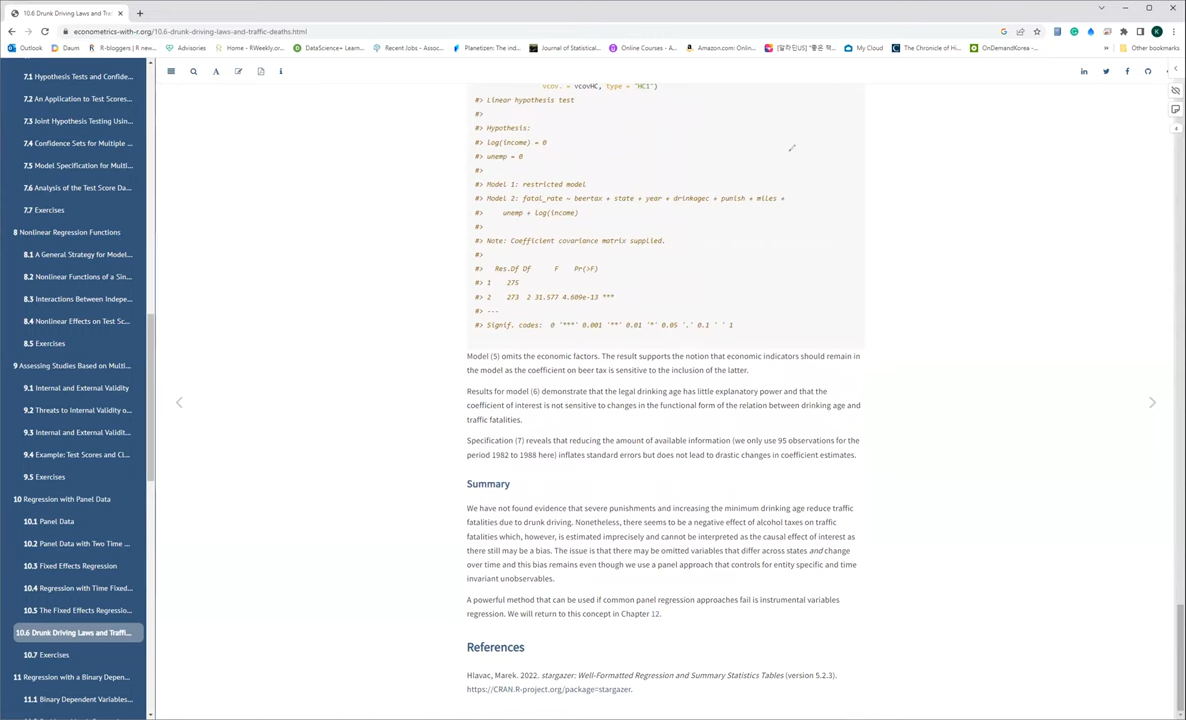 10.6 Drunk Driving Laws and Traf
econometrics-with-r.org/10.6-drunk-driving-laws-and-traffic-deaths.html
Outlook
Daum
R-bloggers | R new...
Advisories
Home - RWeekly.or...
DataScience+ Learn...
Recent Jobs - Assoc...
Planetizen: The ind...
Journal of Statistical...
Online Courses - A...
Amazon.com: Onlin...
My Cloud
The Chronicle of Hi...
OnDemandKorea -...
Other bookmarks
7.1 Hypothesis Tests and Confide...
7.2 An Application to Test Scores...
7.3 Joint Hypothesis Testing Usin...
7.4 Confidence Sets for Multiple ...
7.5 Model Specification for Multi...
7.6 Analysis of the Test Score Da...
7.7 Exercises
8 Nonlinear Regression Functions
8.1 A General Strategy for Model...
8.2 Nonlinear Functions of a Sin...
8.3 Interactions Between Indepe...
8.4 Nonlinear Effects on Test Sc...
8.5 Exercises
9 Assessing Studies Based on Multi...
9.1 Internal and External Validity
9.2 Threats to Internal Validity o...
9.3 Internal and External Validit...
9.4 Example: Test Scores and Cl...
9.5 Exercises
10 Regression with Panel Data
10.1 Panel Data
10.2 Panel Data with Two Time ...
10.3 Fixed Effects Regression
10.4 Regression with Time Fixed...
10.5 The Fixed Effects Regressio...
10.6 Drunk Driving Laws and Traffi...
10.7 Exercises
11 Regression with a Binary Depen...
11.1 Binary Dependent Variables...
vcov. = vcovHC, type = "HC1")
#> Linear hypothesis test
#>
#> Hypothesis:
#> log(income) = 0
#> unemp = 0
#>
#> Model 1: restricted model
#> Model 2: fatal_rate ~ beertax + state + year + drinkagec + punish + miles +
#> unemp + log(income)
#>
#> Note: Coefficient covariance matrix supplied.
#>
#> Res.Df Df F Pr(>F)
#> 1 275
#> 2 273 2 31.577 4.609e-13 ***
#> ---
#> Signif. codes: 0 '***' 0.001 '**' 0.01 '*' 0.05 '.' 0.1 ' ' 1
Model (5) omits the economic factors. The result supports the notion that economic indicators should remain in
the model as the coefficient on beer tax is sensitive to the inclusion of the latter.
Results for model (6) demonstrate that the legal drinking age has little explanatory power and that the
coefficient of interest is not sensitive to changes in the functional form of the relation between drinking age and
traffic fatalities.
Specification (7) reveals that reducing the amount of available information (we only use 95 observations for the
period 1982 to 1988 here) inflates standard errors but does not lead to drastic changes in coefficient estimates.
Summary
We have not found evidence that severe punishments and increasing the minimum drinking age reduce traffic
fatalities due to drunk driving. Nonetheless, there seems to be a negative effect of alcohol taxes on traffic
fatalities which, however, is estimated imprecisely and cannot be interpreted as the causal effect of interest as
there still may be a bias. The issue is that there may be omitted variables that differ across states and change
over time and this bias remains even though we use a panel approach that controls for entity specific and time
invariant unobservables.
A powerful method that can be used if common panel regression approaches fail is instrumental variables
regression. We will return to this concept in Chapter 12.
References
Hlavac, Marek. 2022. stargazer: Well-Formatted Regression and Summary Statistics Tables (version 5.2.3).
https://CRAN.R-project.org/package=stargazer.